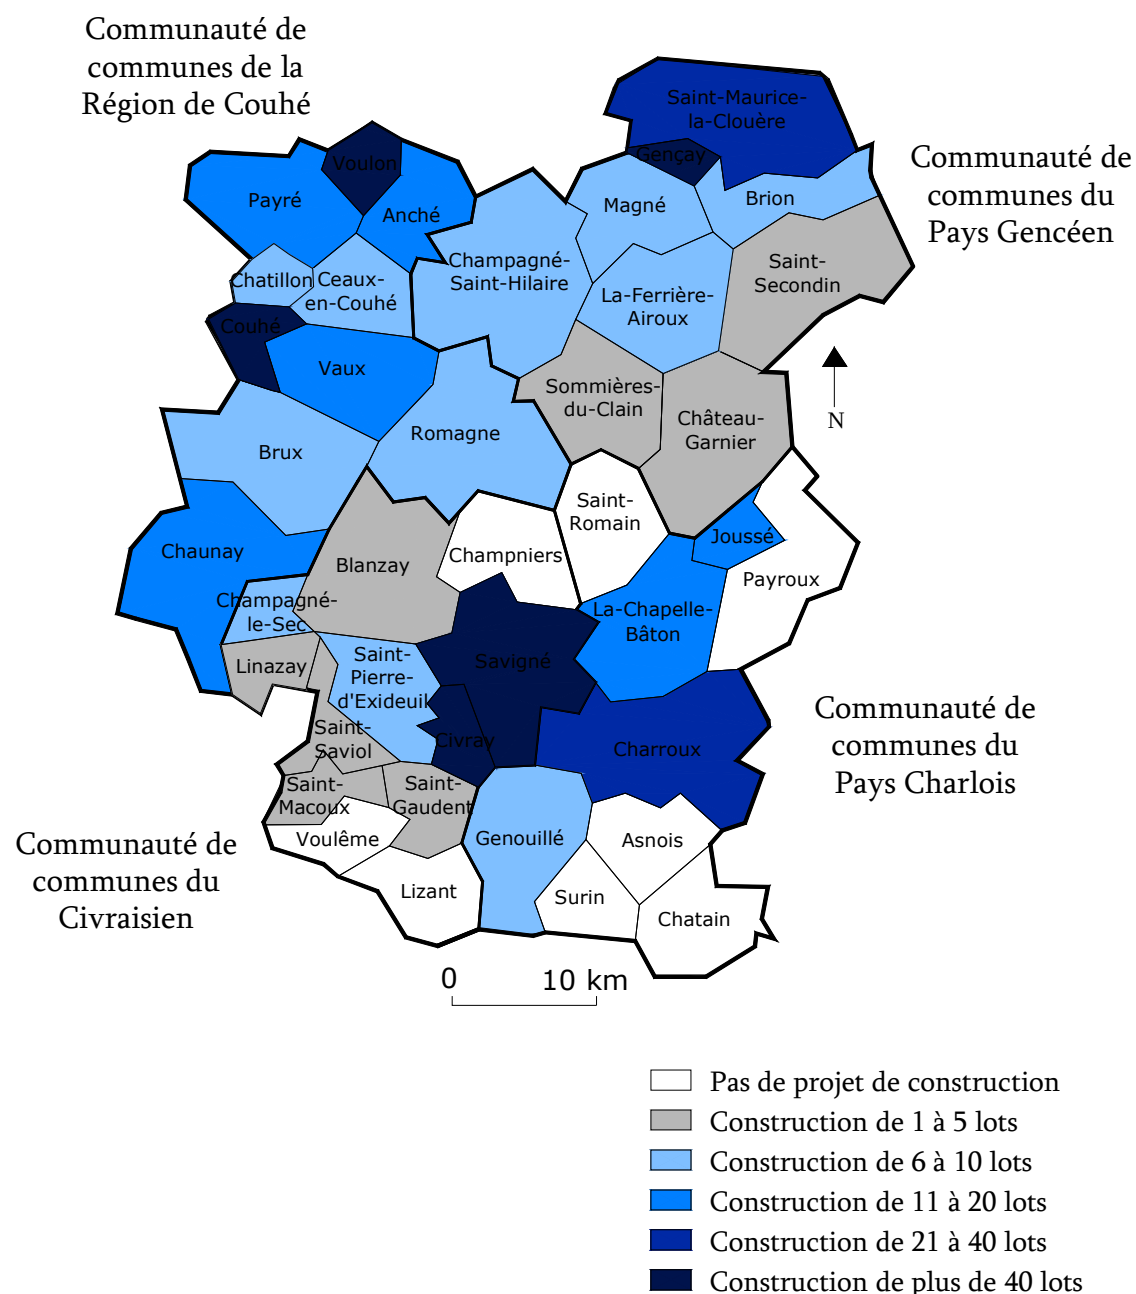 Communauté de
communes de la
Région de Couhé
Saint-Maurice-
la-Clouère
Gençay
Voulon
Communauté de
communes du
Pays Gencéen
Payré
Anché
Magné
Brion
Champagné-
Saint-Hilaire
Saint-
Secondin
Chatillon
Ceaux-
en-Couhé
La-Ferrière-
Airoux
Couhé
Vaux
Sommières-
du-Clain
Château-
Garnier
N
Romagne
Brux
Saint-
Romain
Joussé
Chaunay
Blanzay
Champniers
Payroux
Champagné-
le-Sec
La-Chapelle-
Bâton
Linazay
Saint-
Pierre-
d'Exideuil
Savigné
Saint-
Saviol
Civray
Charroux
Communauté de
communes du
Pays Charlois
Saint-
Macoux
Saint-
Gaudent
Voulême
Genouillé
Asnois
Communauté de
communes du
Civraisien
Lizant
Surin
Chatain
0 10 km
Pas de projet de construction
Construction de 1 à 5 lots
Construction de 6 à 10 lots
Construction de 11 à 20 lots
Construction de 21 à 40 lots
Construction de plus de 40 lots